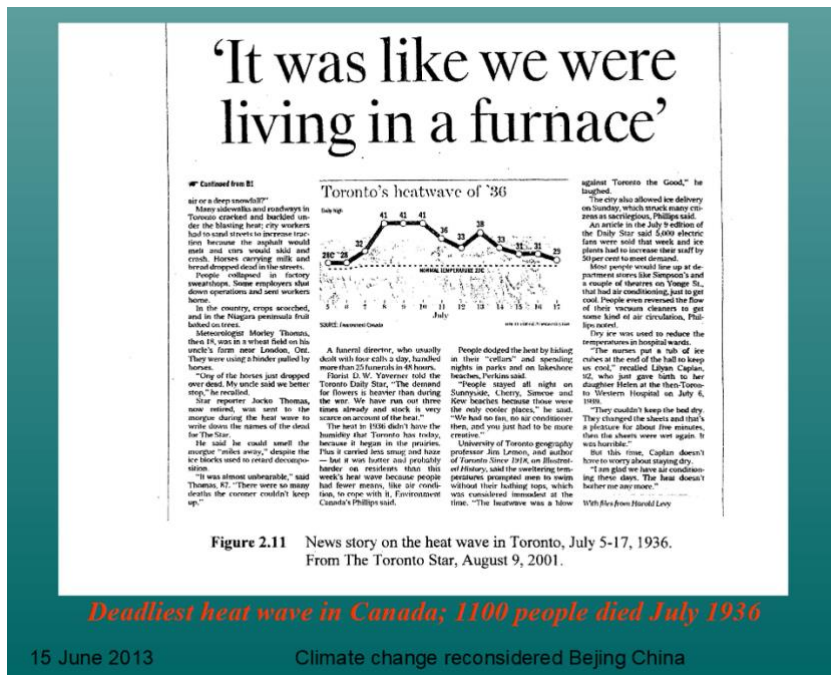 ‘It was like we were
living in a furnace’
☛ Continued from B1
air or a deep snowfall?"
Many sidewalks and roadways in
Toronto cracked and buckled un-
der the blasting heat; city workers
had to sand streets to increase trac-
tion because the asphalt would
melt and cars would skid and
crash. Horses carrying milk and
bread dropped dead in the streets.
People collapsed in factory
sweatshops. Some employers shut
down operations and sent workers
home.
In the country, crops scorched,
and in the Niagara peninsula fruit
baked on trees.
Meteorologist Morley Thomas,
then 18, was in a wheat field on his
uncle's farm near London, Ont.
They were using a binder pulled by
horses.
"One of the horses just dropped
over dead. My uncle said we better
stop," he recalled.
Star reporter Jocko Thomas,
now retired, was sent to the
morgue during the heat wave to
write down the names of the dead
for The Star.
He said he could smell the
morgue "miles away," despite the
ice blocks used to retard decompo-
sition.
"It was almost unbearable," said
Thomas, 87. "There were so many
deaths the coroner couldn't keep
up."
Toronto's heatwave of `36
Daily high
28C 28 32 41 41 41 36 33 38 33 31 31 29
NORMAL TEMPERATURE
5 6 7 8 9 10 11 12 13 14 15 16 17
July
SOURCE: Environment Canada
A funeral director, who usually
dealt with four calls a day, handled
more than 25 funerals in 48 hours.
Florist D. W. Yaverner told the
Toronto Daily Star, "The demand
for flowers is heavier than during
the war. We have run out three
times already and stock is very
scarce on account of the heat."
The heat in 1936 didn't have the
humidity that Toronto has today,
because it began in the prairies.
Plus it carried less smog and haze
— but it was hotter and probably
harder on residents than this
week's heat wave because people
had fewer means, like air condi-
tion, to cope with it, Environment
Canada's Phillips said.
People dodged the heat by hiding
in their "cellars" and spending
nights in parks and on lakeshore
beaches, Perkins said.
"People stayed all night on
Sunnyside, Cherry, Simcoe and
Kew beaches because those were
the only cooler places," he said.
"We had no fan, no air conditioner
then, and you just had to be more
creative."
University of Toronto geography
professor Jim Lemon, and author
of Toronto Since 1918, an Illustrat-
ed History, said the sweltering tem-
peratures prompted men to swim
without their bathing tops, which
was considered immodest at the
time. "The heatwave was a blow
against Toronto the Good," he
laughed.
The city also allowed ice delivery
on Sunday, which struck many citi-
zens as sacrilegious, Phillips said.
An article in the July 9 edition of
the Daily Star said 5,000 electric
fans were sold that week and ice
plants had to increase their staff by
50 per cent to meet demand.
Most people would line up at de-
partment stores like Simpson's and
a couple of theatres on Yonge St.,
that had air conditioning, just to get
cool. People even reversed the flow
of their vacuum cleaners to get
some kind of air circulation, Phil-
lips noted.
Dry ice was used to reduce the
temperatures in hospital wards.
"The nurses put a tub of ice
cubes at the end of the hall to keep
us cool," recalled Lilyan Caplan,
92, who just gave birth to her
daughter Helen at the then-Toron-
to Western Hospital on July 6,
"They couldn't keep the bed dry.
They changed the sheets and that's
a pleasure for about five minutes,
then the sheets were wet again. It
was horrible."
But this time, Caplan doesn't
have to worry about staying dry.
"I am glad we have air condition-
ing these days. The heat doesn't
bother me any more."
With files from Harold Levy
Figure 2.11 News story on the heat wave in Toronto, July 5-17, 1936.
From The Toronto Star, August 9, 2001.
Deadliest heat wave in Canada; 1100 people died July 1936
15 June 2013 Climate change reconsidered Bejing China